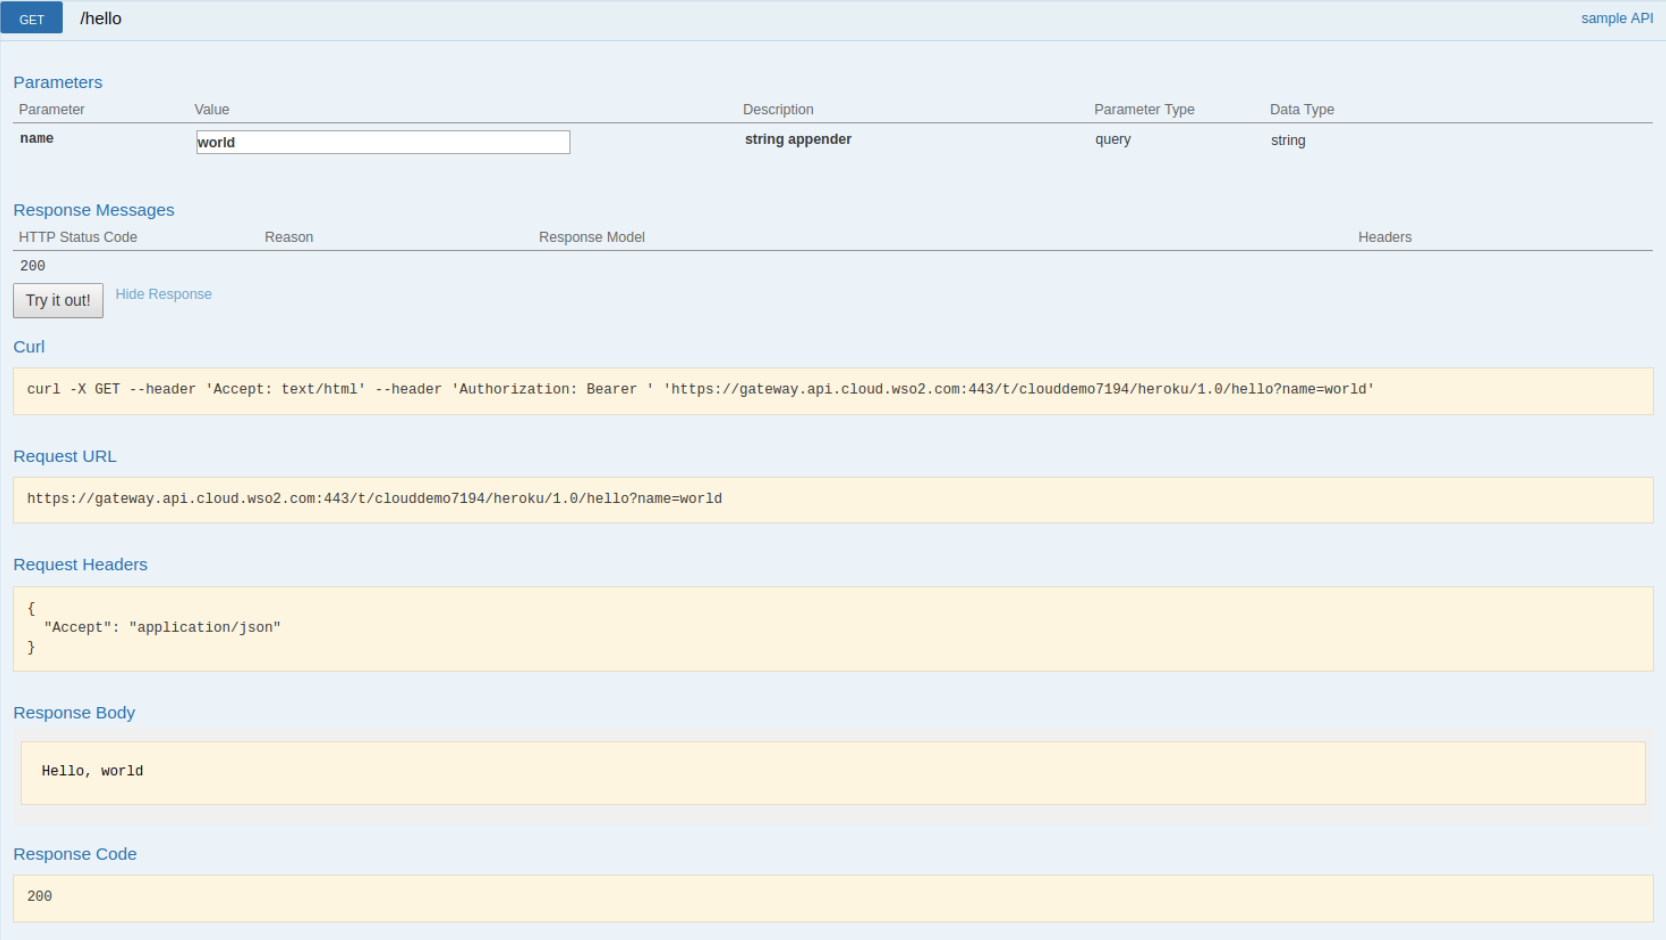 GET /hello sample API
Parameters
Parameter Value Description Parameter Type Data Type
name world string appender query string
Response Messages
HTTP Status Code Reason Response Model Headers
200
Try it out! Hide Response
Curl
curl -X GET --header 'Accept: text/html' --header 'Authorization: Bearer ' 'https://gateway.api.cloud.wso2.com:443/t/clouddemo7194/heroku/1.0/hello?name=world'
Request URL
https://gateway.api.cloud.wso2.com:443/t/clouddemo7194/heroku/1.0/hello?name=world
Request Headers
{
  "Accept": "application/json"
}
Response Body
Hello, world
Response Code
200